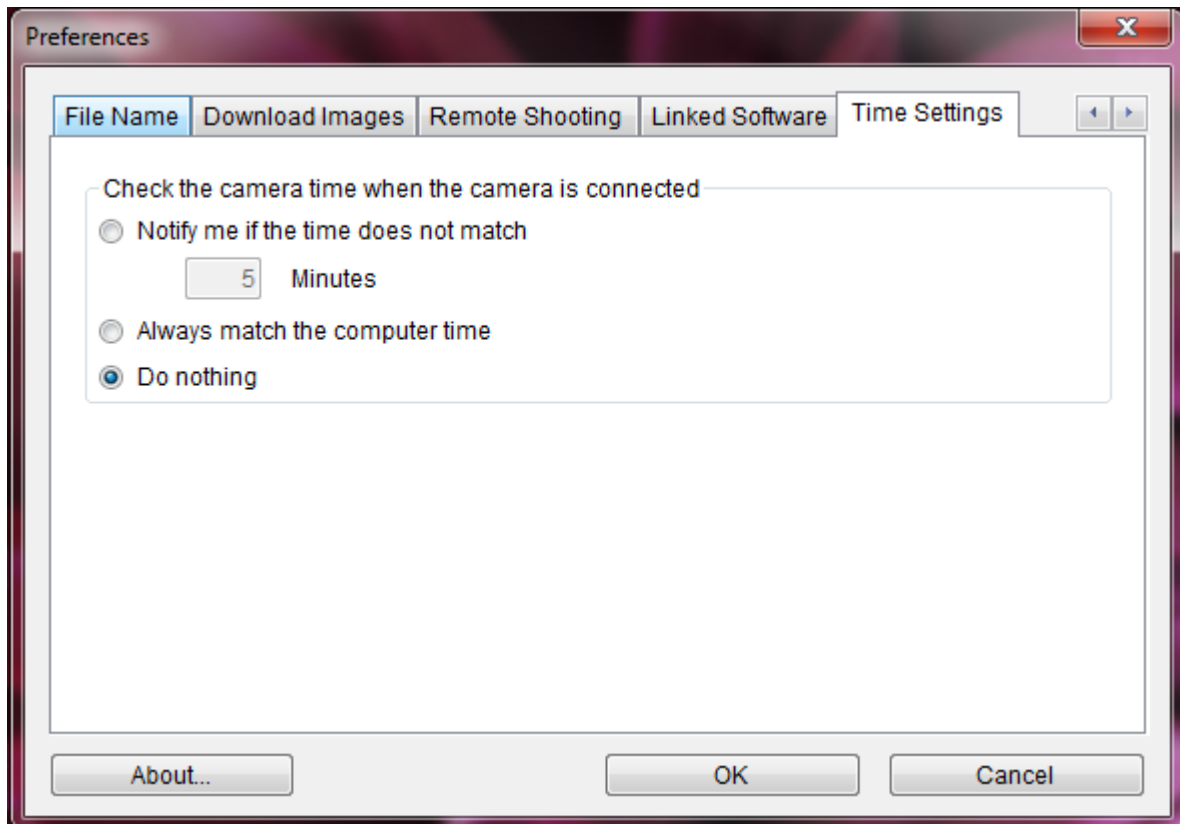 Preferences
File Name Download Images Remote Shooting Linked Software Time Settings
Check the camera time when the camera is connected
Notify me if the time does not match
5 Minutes
Always match the computer time
Do nothing
About... OK Cancel